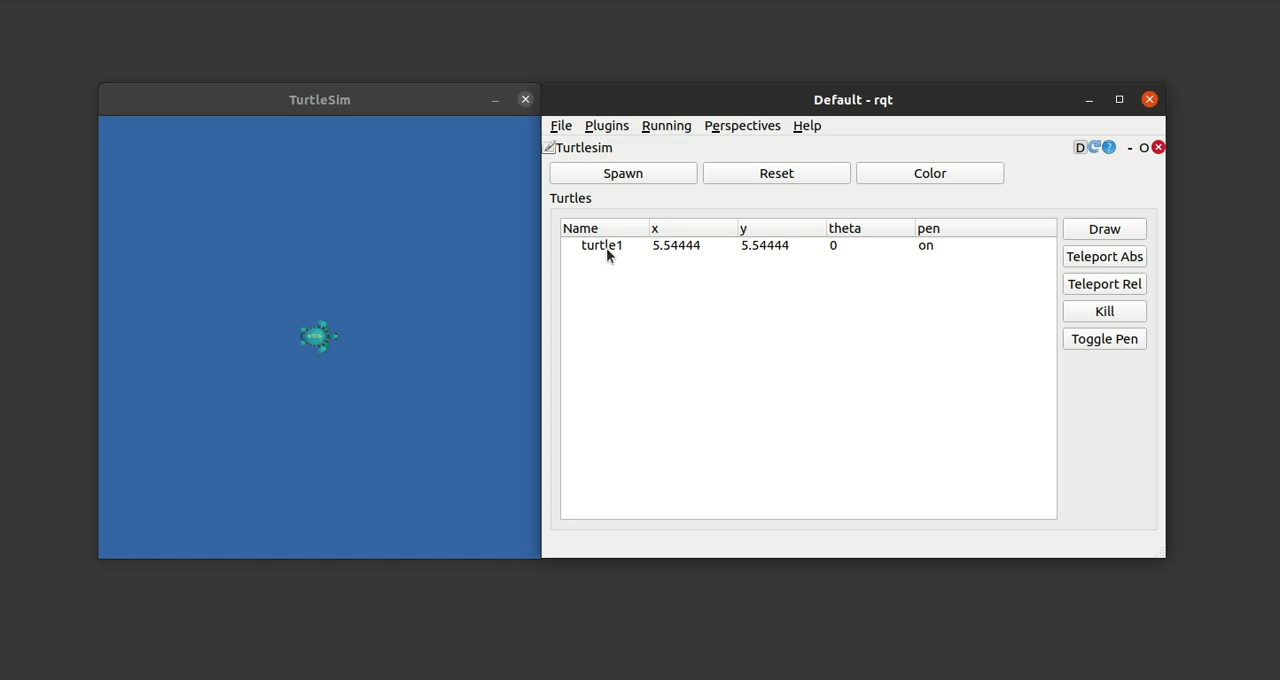 TurtleSim
Default - rqt
File Plugins Running Perspectives Help
Turtlesim
D ? - O
Spawn Reset Color
Turtles
Name x y theta pen
turtle1 5.54444 5.54444 0 on
Draw
Teleport Abs
Teleport Rel
Kill
Toggle Pen